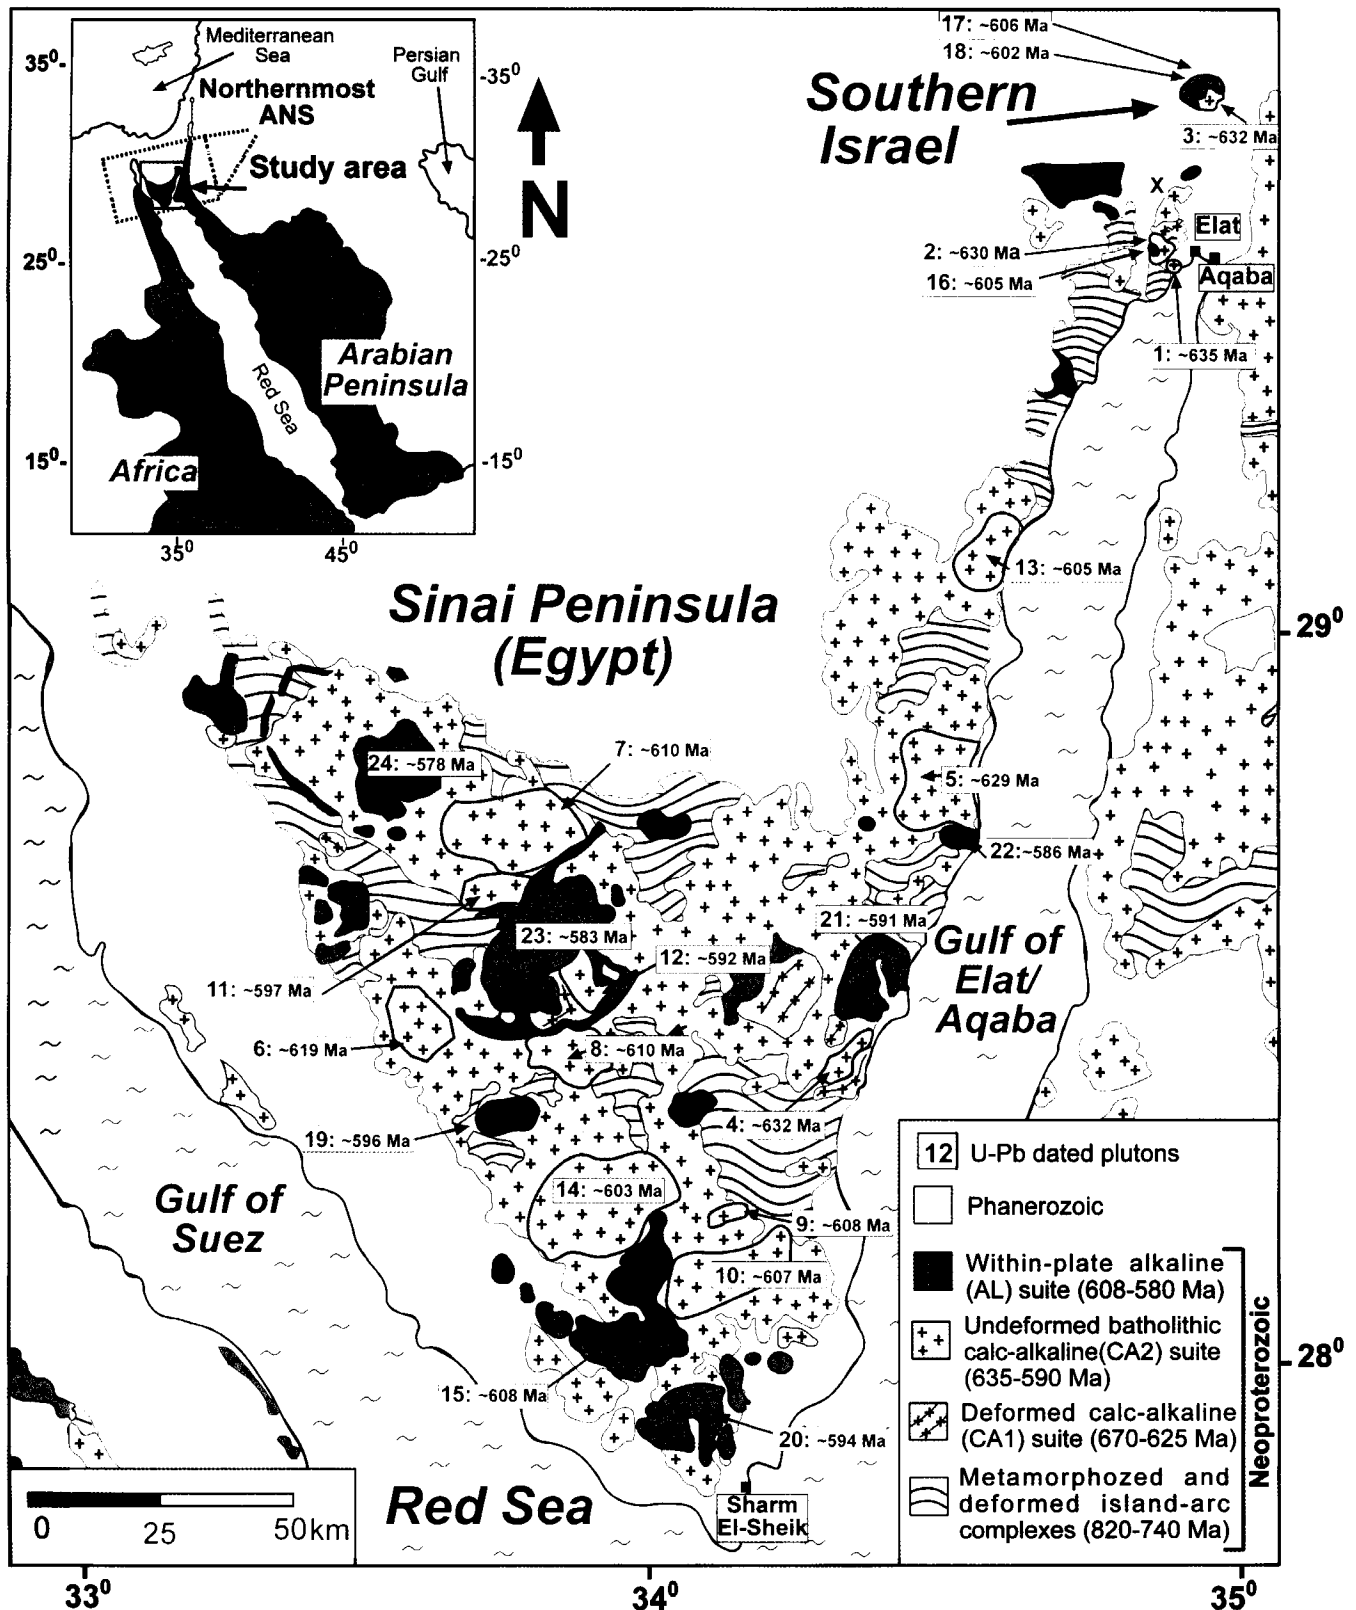 Mediterranean
Sea
Persian
Gulf
Northernmost
ANS
Study area
Arabian
Peninsula
Red Sea
Africa
35⁰
25⁰
15⁰
35⁰
25⁰
15⁰
35⁰
45⁰
N
17: ~606 Ma
18: ~602 Ma
Southern
Israel
3: ~632 Ma
X
Elat
Aqaba
2: ~630 Ma
16: ~605 Ma
1: ~635 Ma
13: ~605 Ma
Sinai Peninsula
(Egypt)
29⁰
7: ~610 Ma
24: ~578 Ma
5: ~629 Ma
22:~586 Ma
21: ~591 Ma
23: ~583 Ma
12: ~592 Ma
Gulf of
Elat/
Aqaba
11: ~597 Ma
6: ~619 Ma
8: ~610 Ma
4: ~632 Ma
19: ~596 Ma
14: ~603 Ma
9: ~608 Ma
10: ~607 Ma
Gulf of
Suez
15: ~608 Ma
20: ~594 Ma
28⁰
Sharm
El-Sheik
Red Sea
0 25 50km
12 U-Pb dated plutons
Phanerozoic
Within-plate alkaline
(AL) suite (608-580 Ma)
Undeformed batholithic
calc-alkaline(CA2) suite
(635-590 Ma)
Deformed calc-alkaline
(CA1) suite (670-625 Ma)
Metamorphozed and
deformed island-arc
complexes (820-740 Ma)
Neoproterozoic
33⁰
34⁰
35⁰